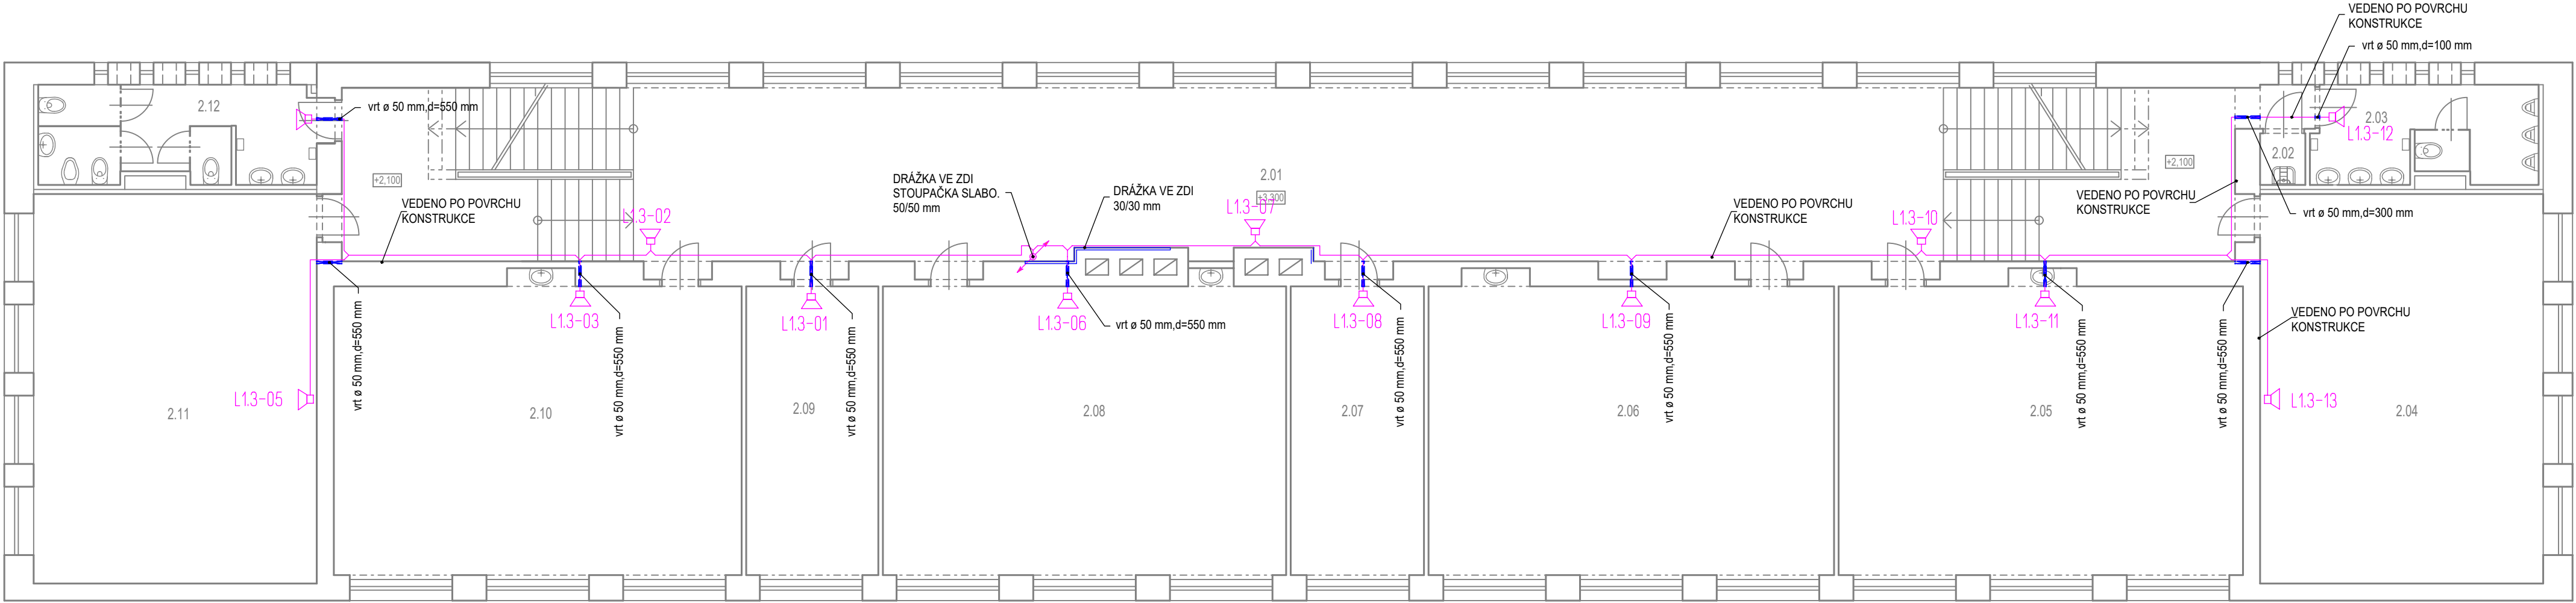 VEDENO PO POVRCHU
KONSTRUKCE
vrt ø 50 mm,d=100 mm
2.12
vrt ø 50 mm,d=550 mm
2.03
L1.3-12
2.02
+2,100
2.01
+3,300
+2,100
DRÁŽKA VE ZDI
STOUPAČKA SLABO.
50/50 mm
DRÁŽKA VE ZDI
30/30 mm
VEDENO PO POVRCHU
KONSTRUKCE
VEDENO PO POVRCHU
KONSTRUKCE
VEDENO PO POVRCHU
KONSTRUKCE
vrt ø 50 mm,d=300 mm
L1.3-02
L1.3-07
L1.3-10
L1.3-03
L1.3-01
L1.3-06
vrt ø 50 mm,d=550 mm
L1.3-08
L1.3-09
L1.3-11
VEDENO PO POVRCHU
KONSTRUKCE
vrt ø 50 mm,d=550 mm
vrt ø 50 mm,d=550 mm
vrt ø 50 mm,d=550 mm
vrt ø 50 mm,d=550 mm
vrt ø 50 mm,d=550 mm
vrt ø 50 mm,d=550 mm
vrt ø 50 mm,d=550 mm
L1.3-05
L1.3-13
2.11
2.10
2.09
2.08
2.07
2.06
2.05
2.04